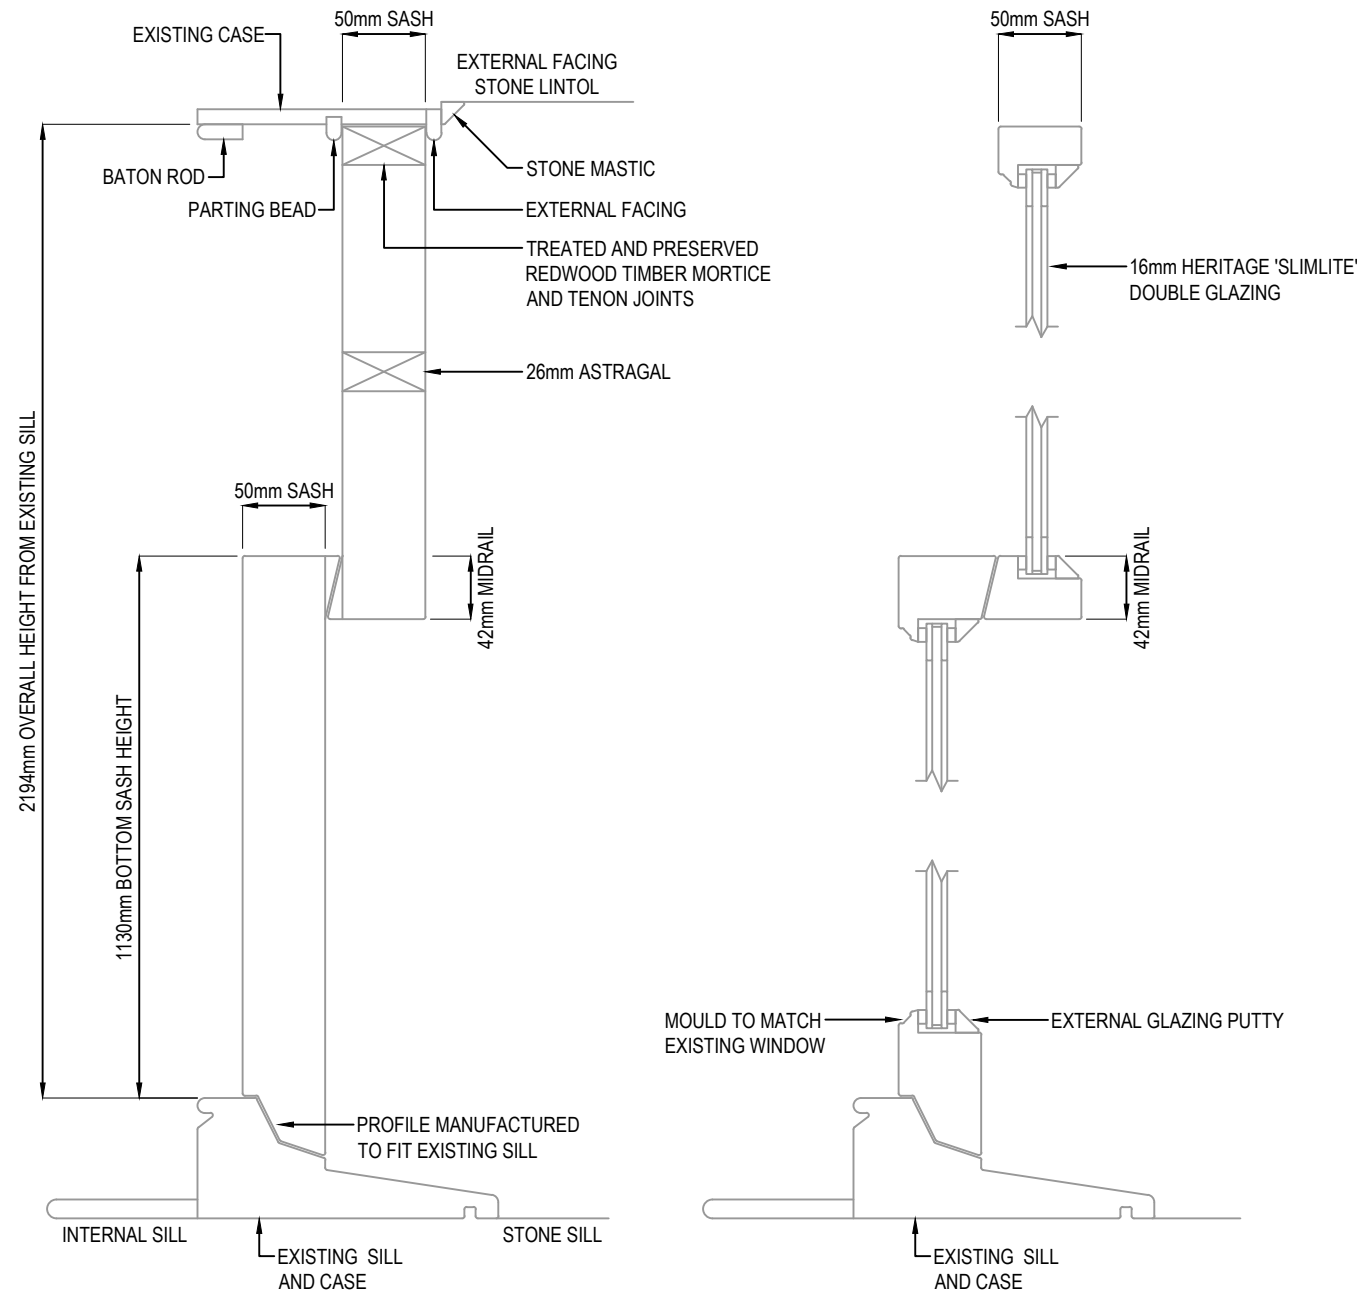 50mm SASH
EXISTING CASE
EXTERNAL FACING
STONE LINTOL
STONE MASTIC
BATON ROD
PARTING BEAD
EXTERNAL FACING
TREATED AND PRESERVED
REDWOOD TIMBER MORTICE
AND TENON JOINTS
26mm ASTRAGAL
50mm SASH
42mm MIDRAIL
2194mm OVERALL HEIGHT FROM EXISTING SILL
1130mm BOTTOM SASH HEIGHT
PROFILE MANUFACTURED
TO FIT EXISTING SILL
INTERNAL SILL
STONE SILL
EXISTING SILL
AND CASE
50mm SASH
16mm HERITAGE 'SLIMLITE'
DOUBLE GLAZING
42mm MIDRAIL
MOULD TO MATCH
EXISTING WINDOW
EXTERNAL GLAZING PUTTY
EXISTING SILL
AND CASE